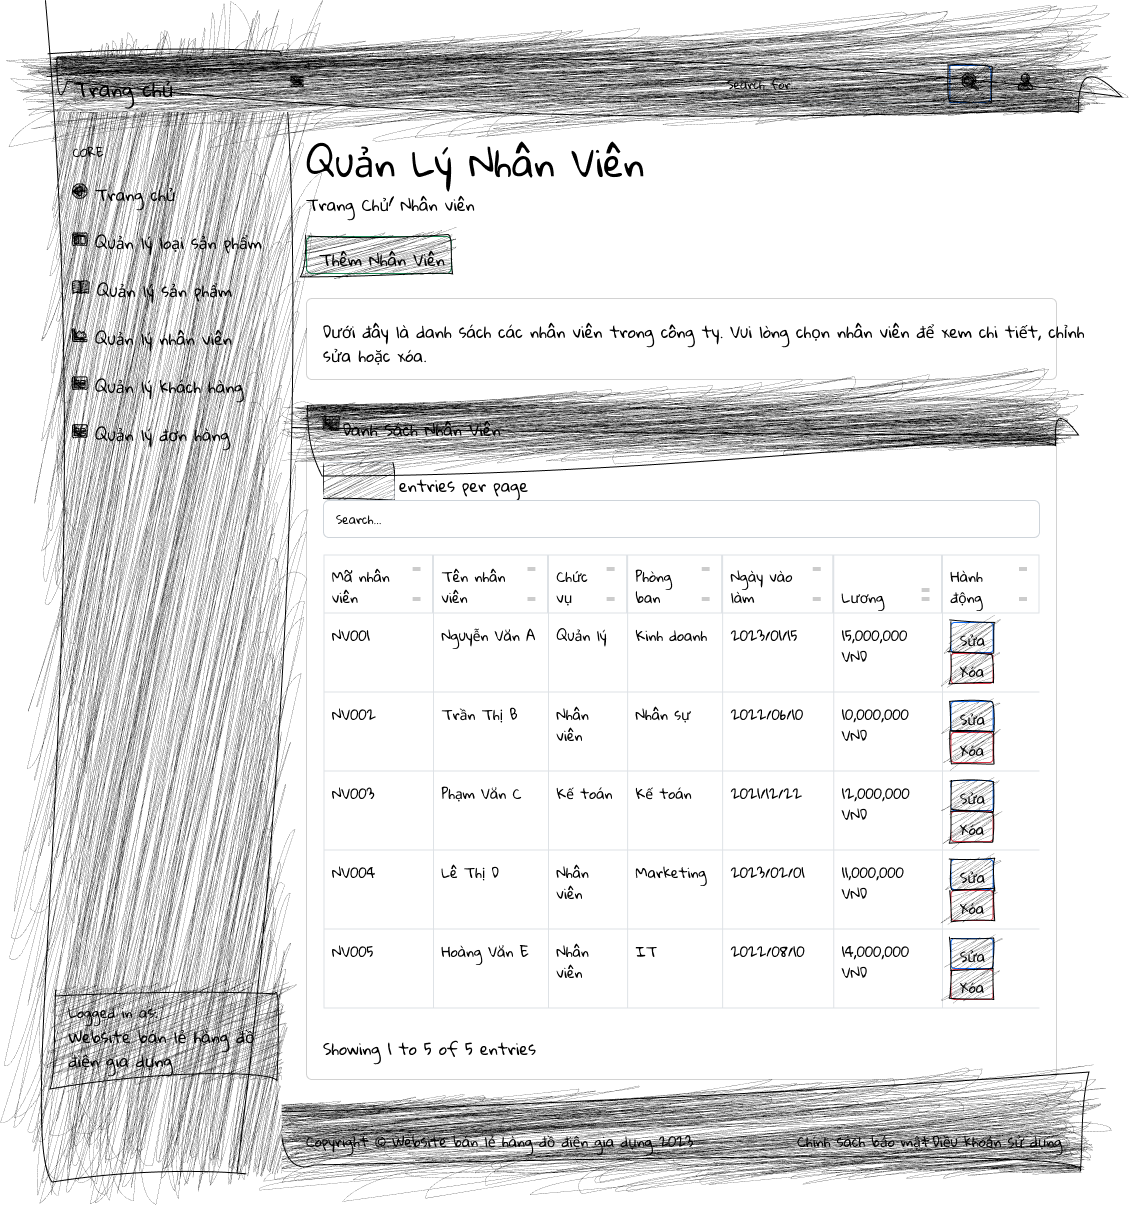 Trang chủ
Search for
CORE
Trang chủ
Quản lý loại sản phẩm
Quản lý sản phẩm
Quản lý nhân viên
Quản lý khách hàng
Quản lý đơn hàng
Logged in as:
Website bán lẻ hàng đồ
điện gia dụng
Quản Lý Nhân Viên
Trang Chủ/ Nhân viên
Thêm Nhân Viên
Dưới đây là danh sách các nhân viên trong công ty. Vui lòng chọn nhân viên để xem chi tiết, chỉnh
sửa hoặc xóa.
Danh Sách Nhân Viên
entries per page
Search...
Mã nhân viên Tên nhân viên Chức vụ Phòng ban Ngày vào làm Lương Hành động
NV001 Nguyễn Văn A Quản lý Kinh doanh 2023/01/15 15,000,000 VND Sửa Xóa
NV002 Trần Thị B Nhân viên Nhân sự 2022/06/10 10,000,000 VND Sửa Xóa
NV003 Phạm Văn C Kế toán Kế toán 2021/12/22 12,000,000 VND Sửa Xóa
NV004 Lê Thị D Nhân viên Marketing 2023/02/01 11,000,000 VND Sửa Xóa
NV005 Hoàng Văn E Nhân viên IT 2022/08/10 14,000,000 VND Sửa Xóa
Showing 1 to 5 of 5 entries
Copyright © Website bán lẻ hàng đồ điện gia dụng 2023
Chính sách bảo mật Điều khoản sử dụng